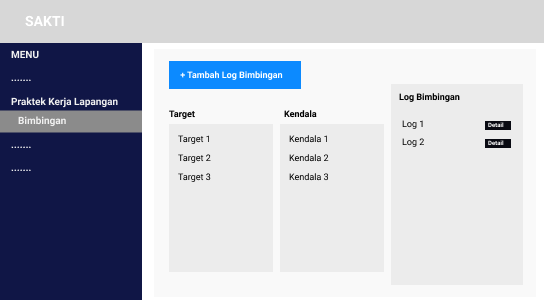 SAKTI
MENU
.......
Praktek Kerja Lapangan
Bimbingan
.......
.......
+ Tambah Log Bimbingan
Target
Target 1
Target 2
Target 3
Kendala
Kendala 1
Kendala 2
Kendala 3
Log Bimbingan
Log 1 Detail
Log 2 Detail